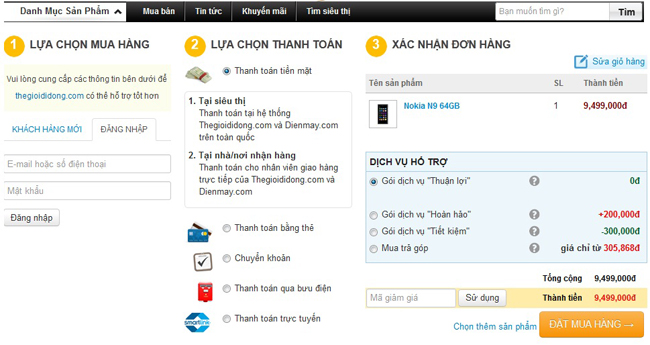 Danh Mục Sản Phẩm
Mua bán
Tin tức
Khuyến mãi
Tìm siêu thị
Bạn muốn tìm gì?
Tìm
1 LỰA CHỌN MUA HÀNG
Vui lòng cung cấp các thông tin bên dưới để
thegioididong.com có thể hỗ trợ tốt hơn
KHÁCH HÀNG MỚI
ĐĂNG NHẬP
E-mail hoặc số điện thoại
Mật khẩu
Đăng nhập
2 LỰA CHỌN THANH TOÁN
Thanh toán tiền mặt
1. Tại siêu thị
Thanh toán tại hệ thống
Thegioididong.com và Dienmay.com
trên toàn quốc
2. Tại nhà/nơi nhận hàng
Thanh toán cho nhân viên giao hàng
trực tiếp của Thegioididong.com và
Dienmay.com
Thanh toán bằng thẻ
Chuyển khoản
Thanh toán qua bưu điện
smartlink
Thanh toán trực tuyến
3 XÁC NHẬN ĐƠN HÀNG
Sửa giỏ hàng
Tên sản phẩm SL Thành tiền
Nokia N9 64GB 1 9,499,000đ
DỊCH VỤ HỖ TRỢ
Gói dịch vụ "Thuận lợi" ? 0đ
Gói dịch vụ "Hoàn hảo" ? +200,000đ
Gói dịch vụ "Tiết kiệm" ? -300,000đ
Mua trả góp ? giá chỉ từ 305,868đ
Tổng cộng 9,499,000đ
Mã giảm giá Sử dụng Thành tiền 9,499,000đ
Chọn thêm sản phẩm ĐẶT MUA HÀNG →